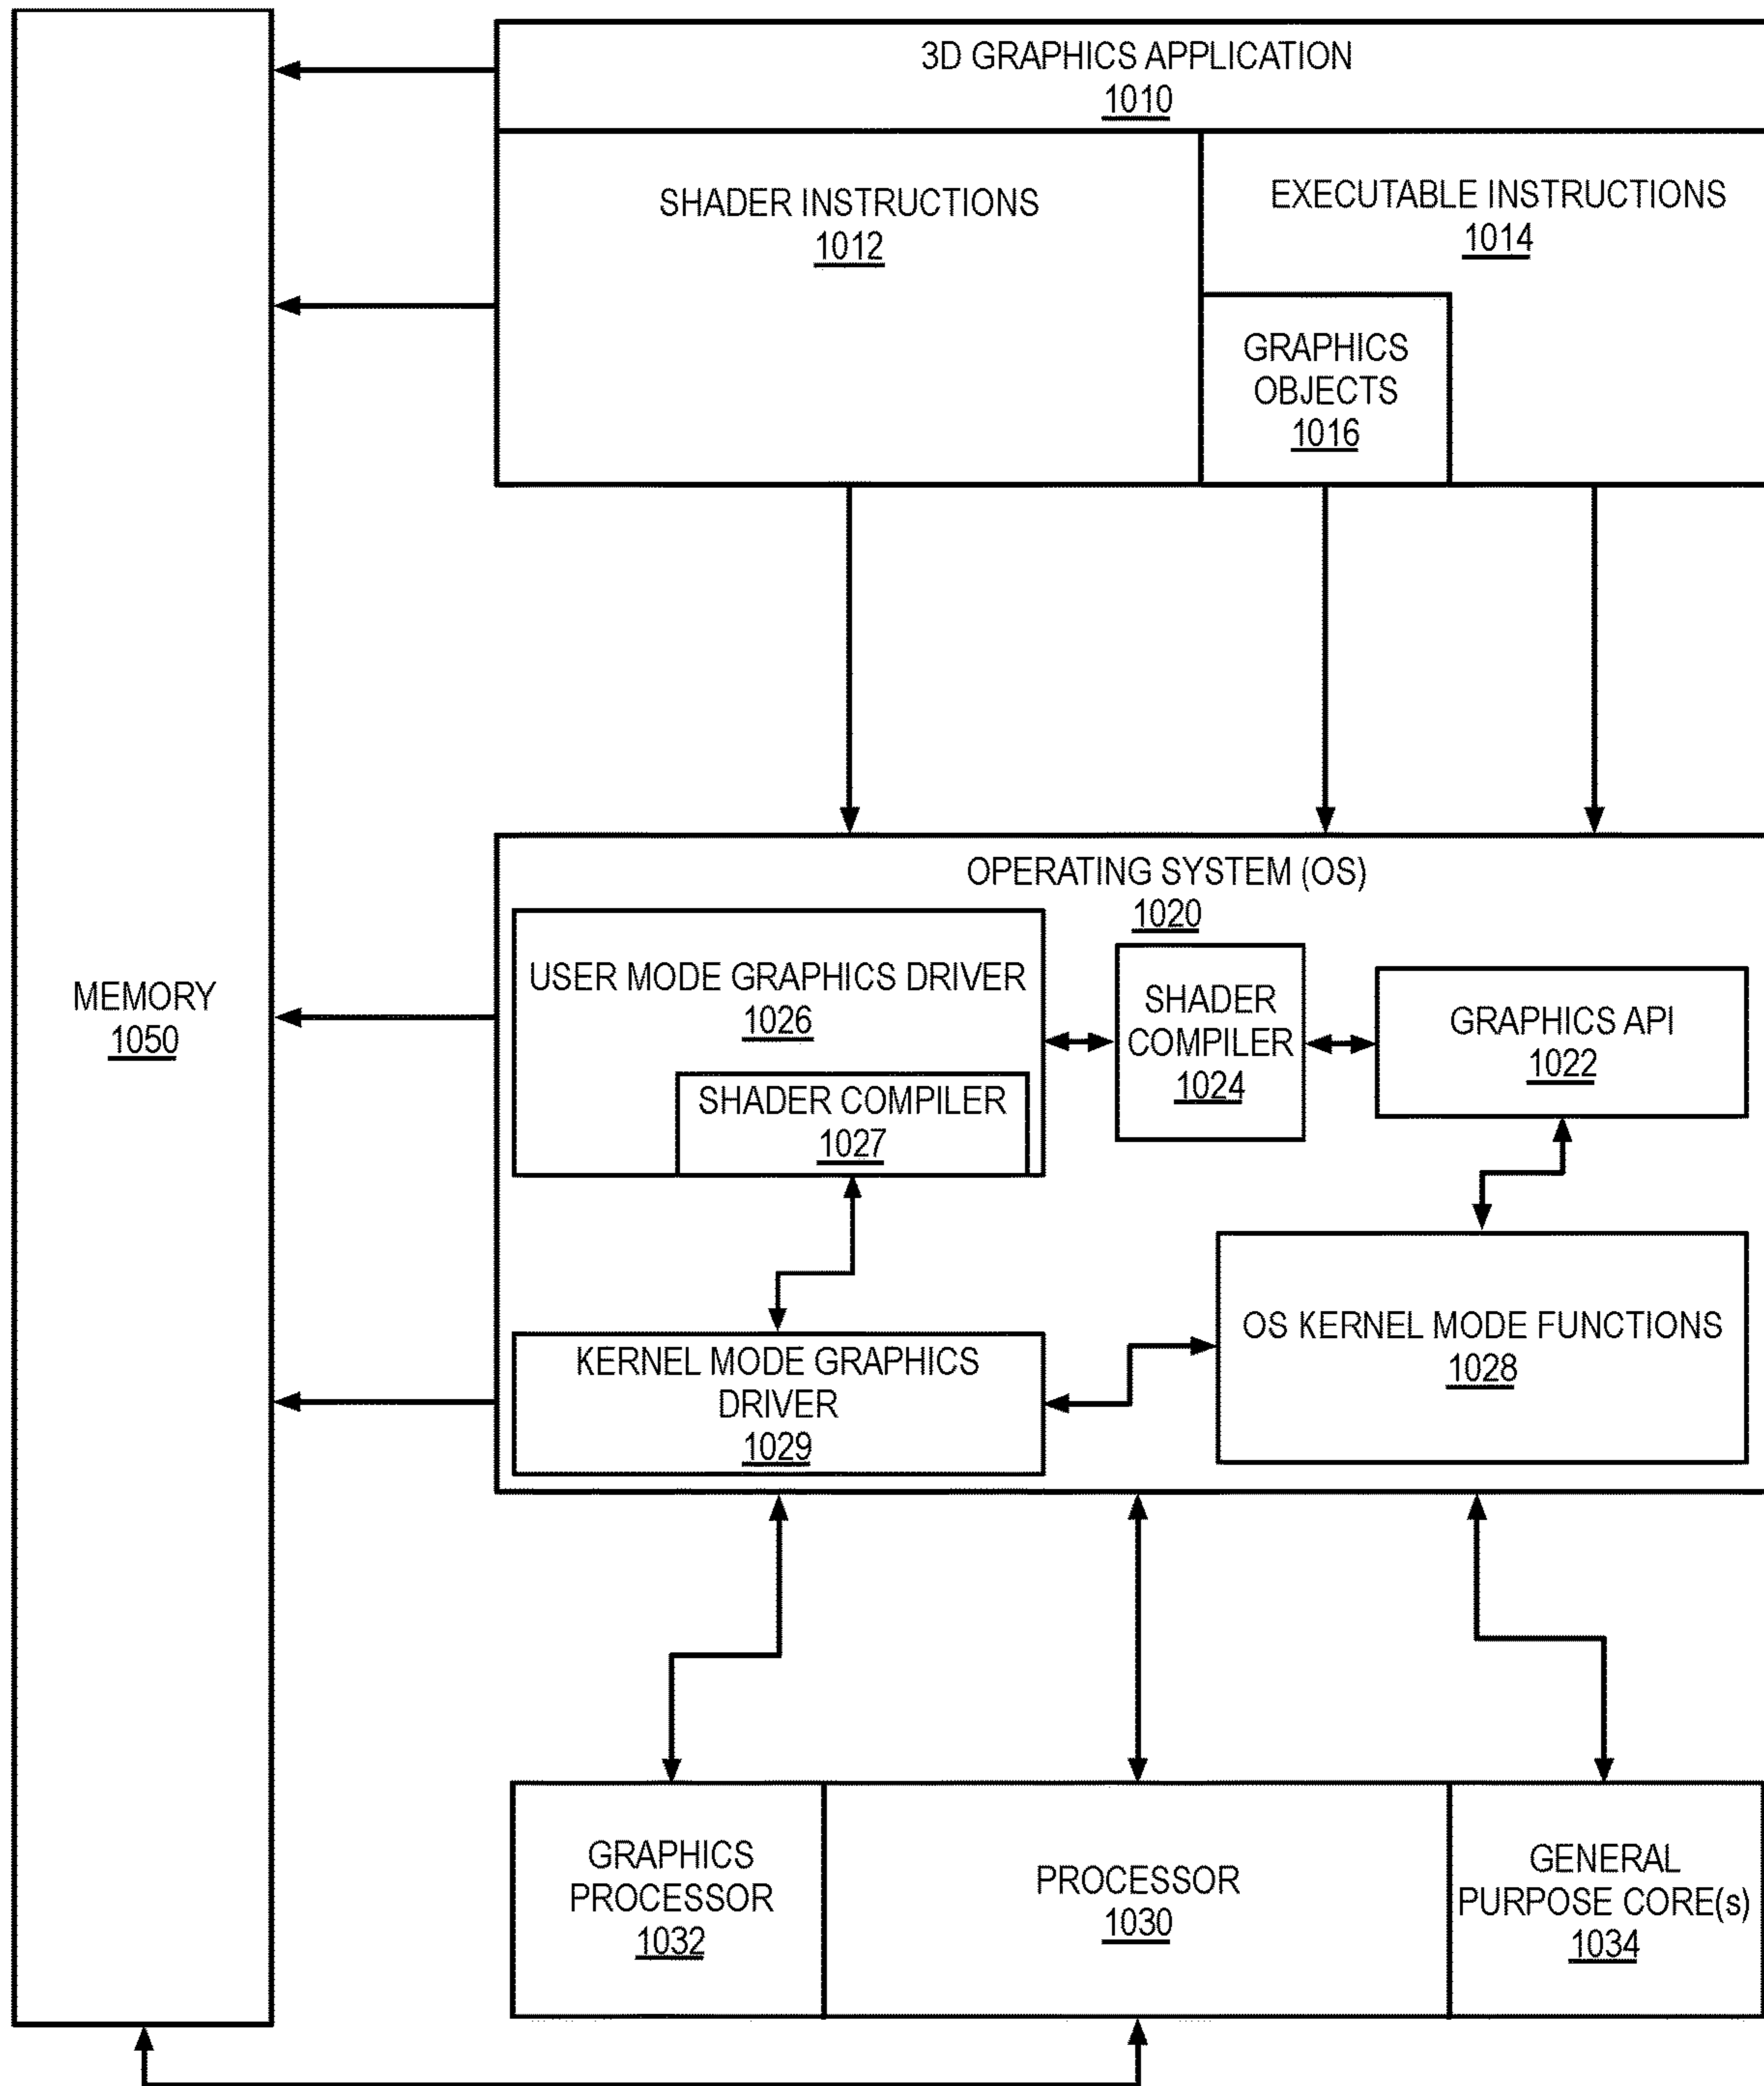 3D GRAPHICS APPLICATION
1010
SHADER INSTRUCTIONS
1012
EXECUTABLE INSTRUCTIONS
1014
GRAPHICS
OBJECTS
1016
MEMORY
1050
OPERATING SYSTEM (OS)
1020
USER MODE GRAPHICS DRIVER
1026
SHADER COMPILER
1027
SHADER
COMPILER
1024
GRAPHICS API
1022
KERNEL MODE GRAPHICS
DRIVER
1029
OS KERNEL MODE FUNCTIONS
1028
GRAPHICS
PROCESSOR
1032
PROCESSOR
1030
GENERAL
PURPOSE CORE(s)
1034